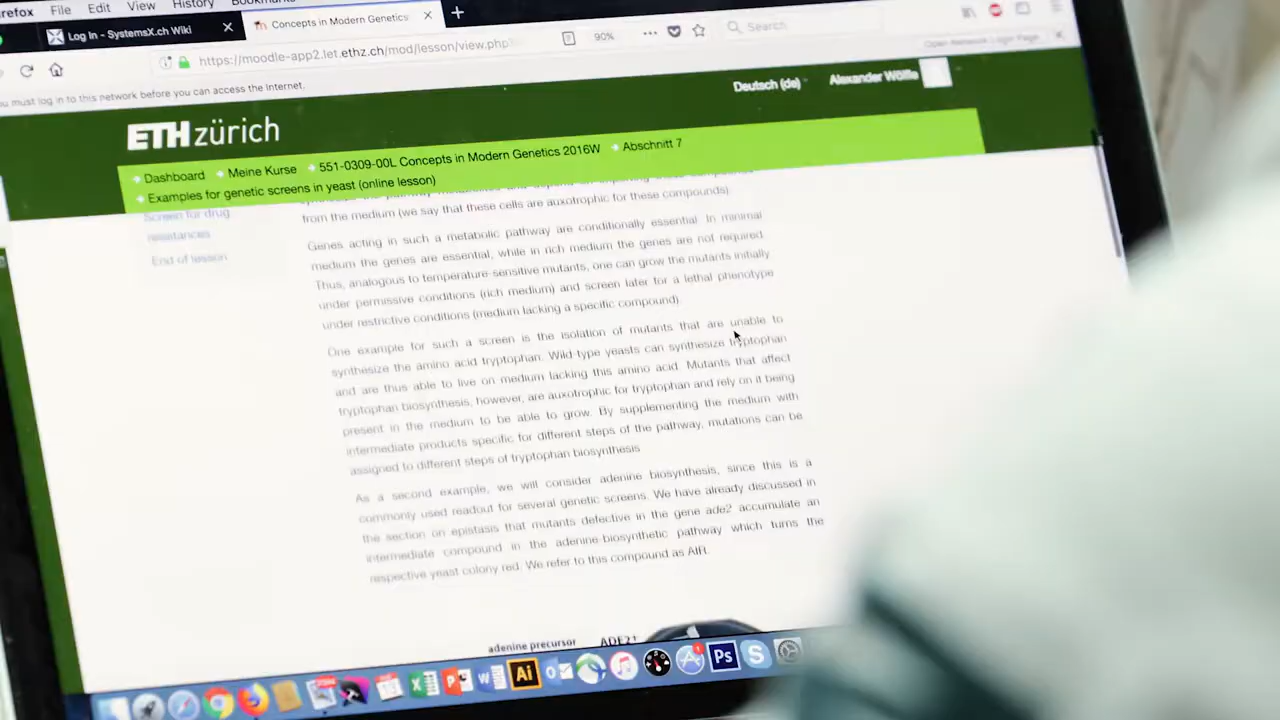 File Edit View History Bookmarks
Log In - SystemsX.ch Wiki
Concepts in Modern Genetics
https://moodle-app2.let.ethz.ch/mod/lesson/view.php?
90%
Search
must log in to this network before you can access the Internet.
Open Network Login Page
Deutsch (de)
Alexander Wölfle
ETH zürich
Dashboard Meine Kurse 551-0309-00L Concepts in Modern Genetics 2016W Abschnitt 7
Examples for genetic screens in yeast (online lesson)
Screen for drug
resistances
End of lesson
from the medium (we say that these cells are auxotrophic for these compounds).
Genes acting in such a metabolic pathway are conditionally essential. In minimal
medium the genes are essential, while in rich medium the genes are not required.
Thus, analogous to temperature-sensitive mutants, one can grow the mutants initially
under permissive conditions (rich medium) and screen later for a lethal phenotype
under restrictive conditions (medium lacking a specific compound).
One example for such a screen is the isolation of mutants that are unable to
synthesize the amino acid tryptophan. Wild-type yeasts can synthesize tryptophan
and are thus able to live on medium lacking this amino acid. Mutants that affect
tryptophan biosynthesis, however, are auxotrophic for tryptophan and rely on it being
present in the medium to be able to grow. By supplementing the medium with
intermediate products specific for different steps of the pathway, mutations can be
assigned to different steps of tryptophan biosynthesis
As a second example, we will consider adenine biosynthesis, since this is a
commonly used readout for several genetic screens. We have already discussed in
the section on epistasis that mutants defective in the gene ade2 accumulate an
intermediate compound in the adenine-biosynthetic pathway which turns the
respective yeast colony red. We refer to this compound as AIR.
adenine precursor
Ai
Ps